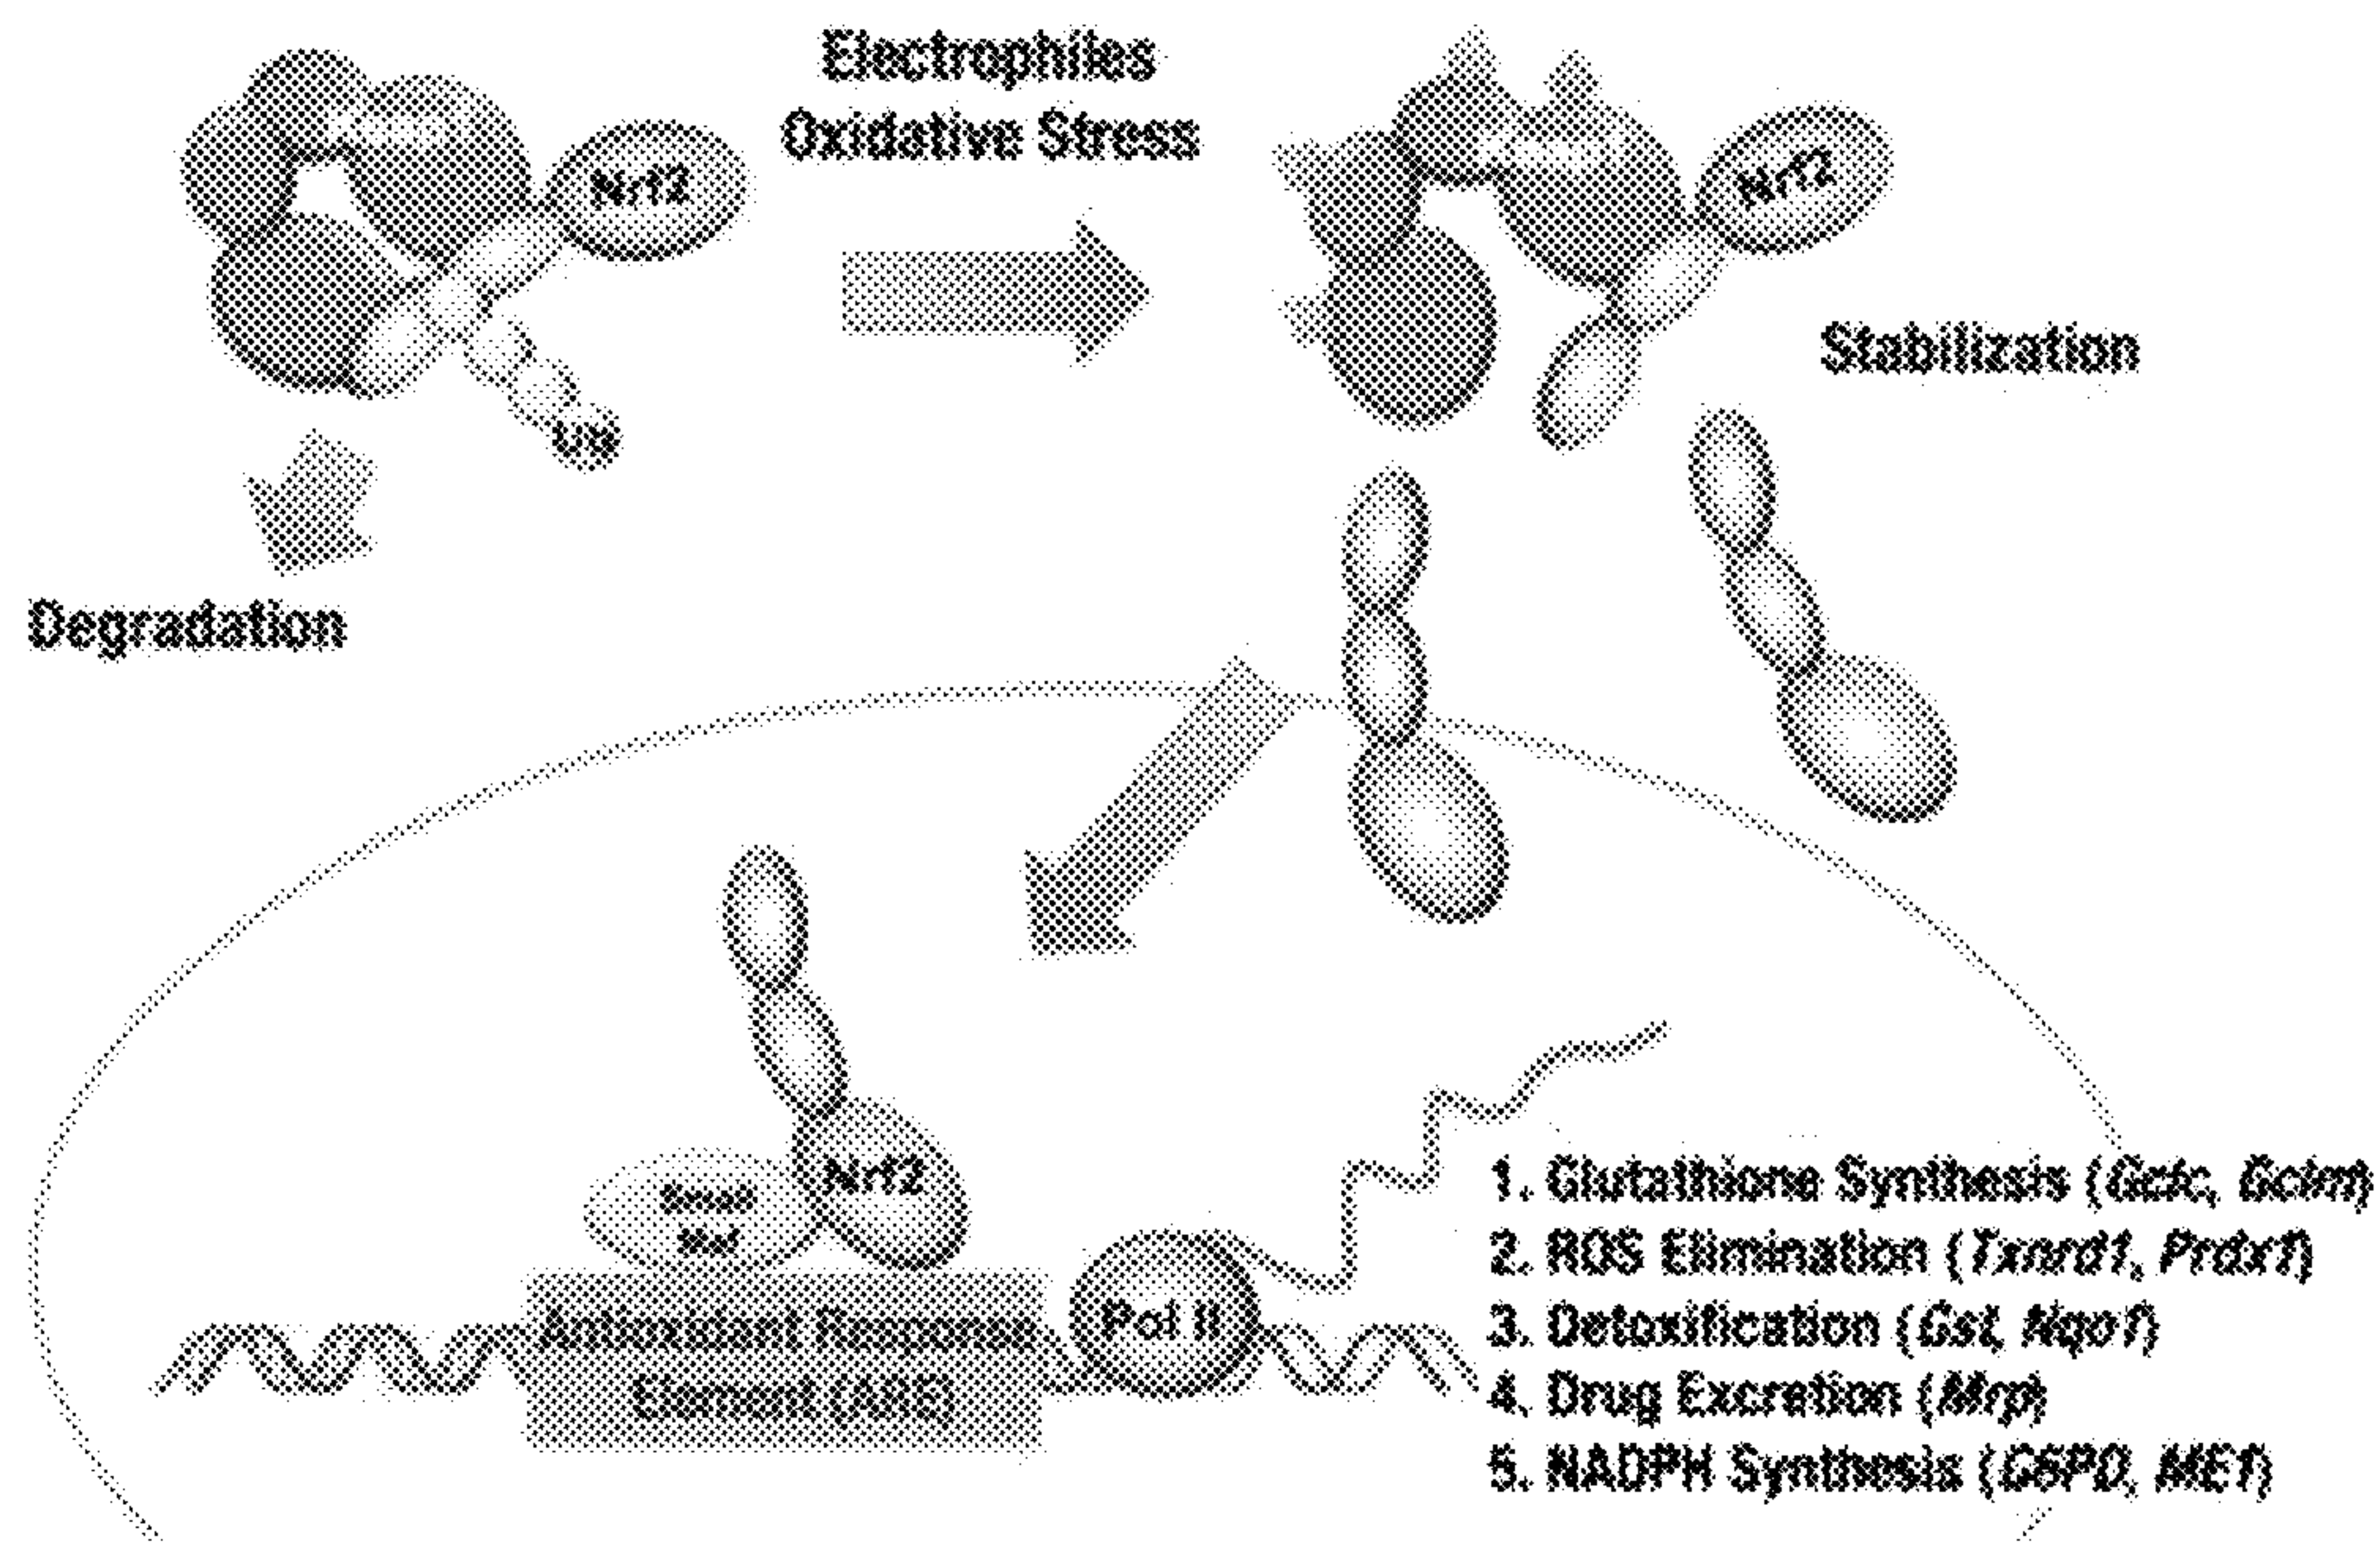 Electrophiles
Oxidative Stress
Nrf2
Nrf2
Ub
Stabilization
Degradation
Nrf2
Small
Maf
Antioxidant Response
Element (ARE)
Pol II
1. Glutathione Synthesis (Gclc, Gclm)
2. ROS Elimination (Txnrd1, Prdx1)
3. Detoxification (Gst, Nqo1)
4. Drug Excretion (Mrp)
5. NADPH Synthesis (G6PD, ME1)